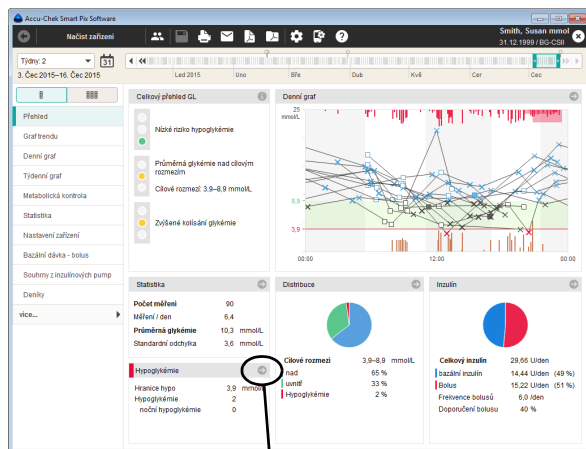 Accu-Chek Smart Pix Software
Načíst zařízení
Smith, Susan mmol
31.12.1999 / BG-CSII
Týdny: 2
31
3. Čec 2015–16. Čec 2015
Led 2015 Úno Bře Dub Kvě Čer Čec
Přehled
Graf trendu
Denní graf
Týdenní graf
Metabolická kontrola
Statistika
Nastavení zařízení
Bazální dávka - bolus
Souhrny z inzulínových pump
Deníky
více...
Celkový přehled GL
Nízké riziko hypoglykémie
Průměrná glykémie nad cílovým
rozmezím
Cílové rozmezí: 3,9–8,9 mmol/L
Zvýšené kolísání glykémie
Denní graf
25
mmol/L
8,9
3,9
00:00 12:00 00:00
Statistika
Počet měření 90
Měření / den 6,4
Průměrná glykémie 10,3 mmol/L
Standardní odchylka 3,6 mmol/L
Hypoglykémie
Hranice hypo 3,9 mmol/L
Hypoglykémie 2
noční hypoglykémie 0
Distribuce
Cílové rozmezí 3,9–8,9 mmol/L
nad 65 %
uvnitř 33 %
Hypoglykémie 2 %
Inzulín
Celkový inzulín 29,66 U/den
bazální inzulín 14,44 U/den (49 %)
Bolus 15,22 U/den (51 %)
Frekvence bolusů 6,0 /den
Doporučení bolusu 40 %